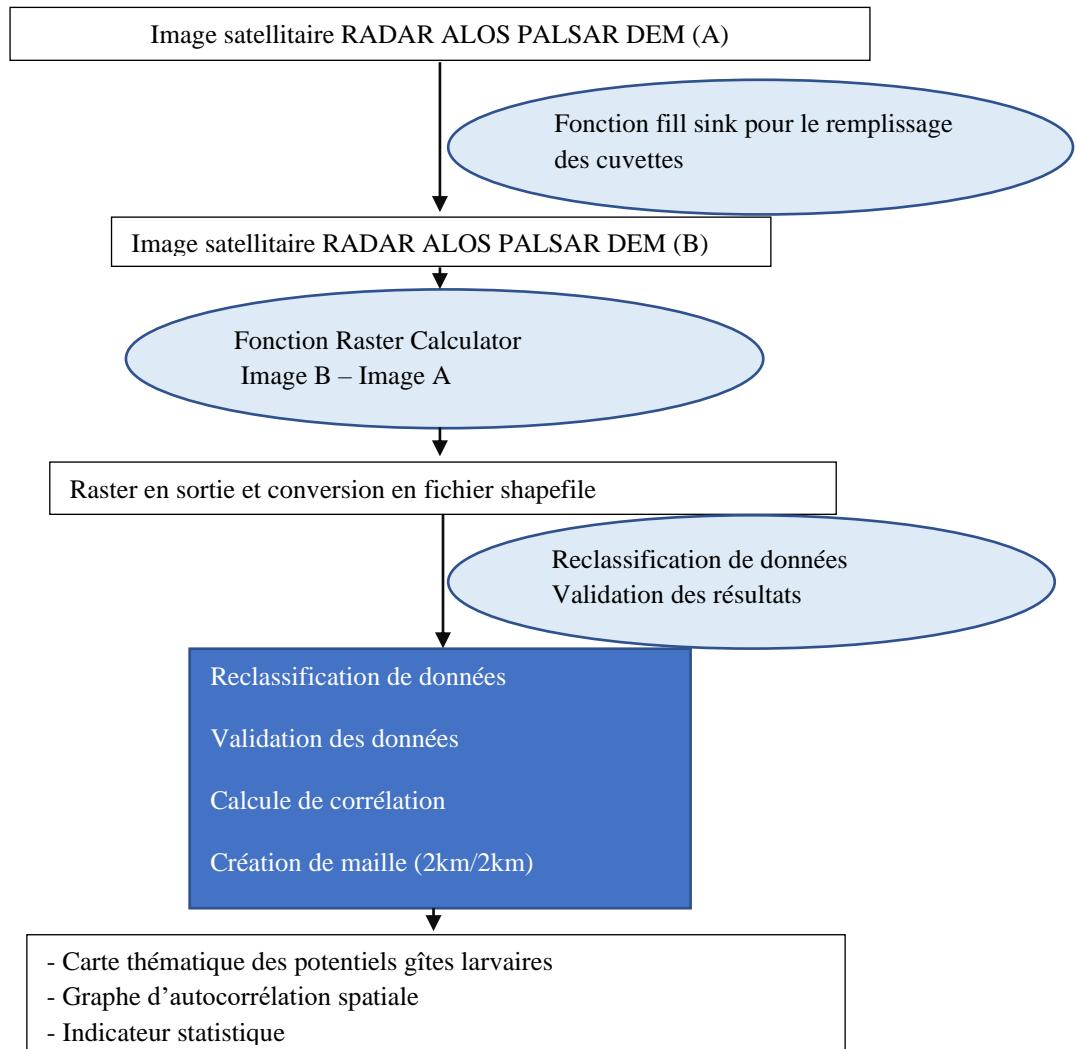 Image satellitaire RADAR ALOS PALSAR DEM (A)
Fonction fill sink pour le remplissage
des cuvettes
Image satellitaire RADAR ALOS PALSAR DEM (B)
Fonction Raster Calculator
Image B – Image A
Raster en sortie et conversion en fichier shapefile
Reclassification de données
Validation des résultats
Reclassification de données
Validation des données
Calcule de corrélation
Création de maille (2km/2km)
- Carte thématique des potentiels gîtes larvaires
- Graphe d’autocorrélation spatiale
- Indicateur statistique